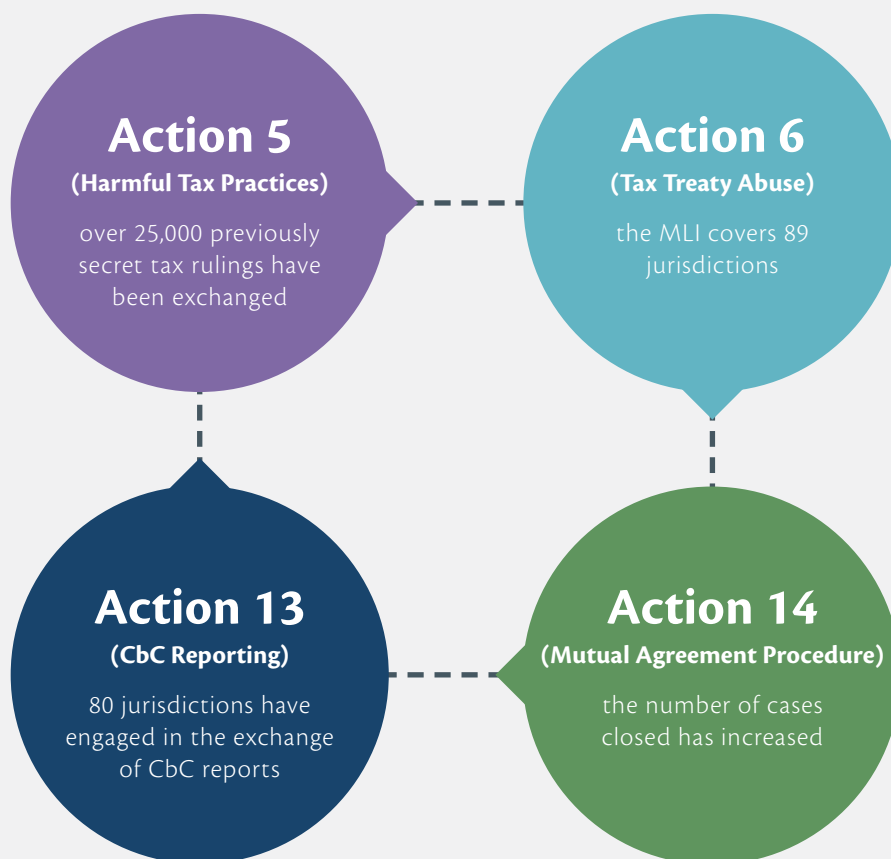 Action 5
(Harmful Tax Practices)
over 25,000 previously
secret tax rulings have
been exchanged
Action 6
(Tax Treaty Abuse)
the MLI covers 89
jurisdictions
Action 13
(CbC Reporting)
80 jurisdictions have
engaged in the exchange
of CbC reports
Action 14
(Mutual Agreement Procedure)
the number of cases
closed has increased